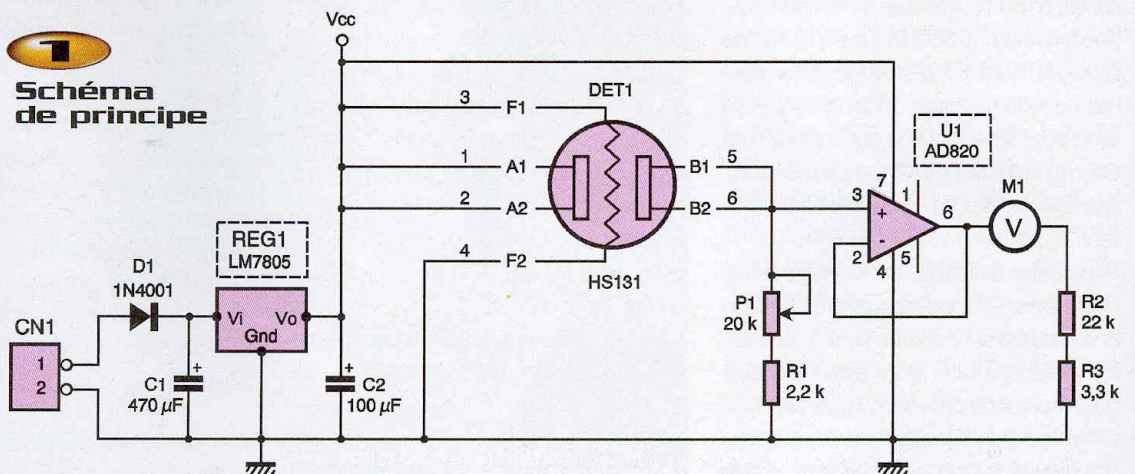 1
Schéma
de principe
Vcc
3
F1
DET1
1
A1
B1
5
2
A2
B2
6
4
F2
HS131
U1
AD820
M1
3
7
1
+
6
V
-
2
4
5
REG1
LM7805
D1
1N4001
Vi
Vo
Gnd
CN1
1
2
+
C1
470 µF
+
C2
100 µF
P1
20 k
R1
2,2 k
R2
22 k
R3
3,3 k